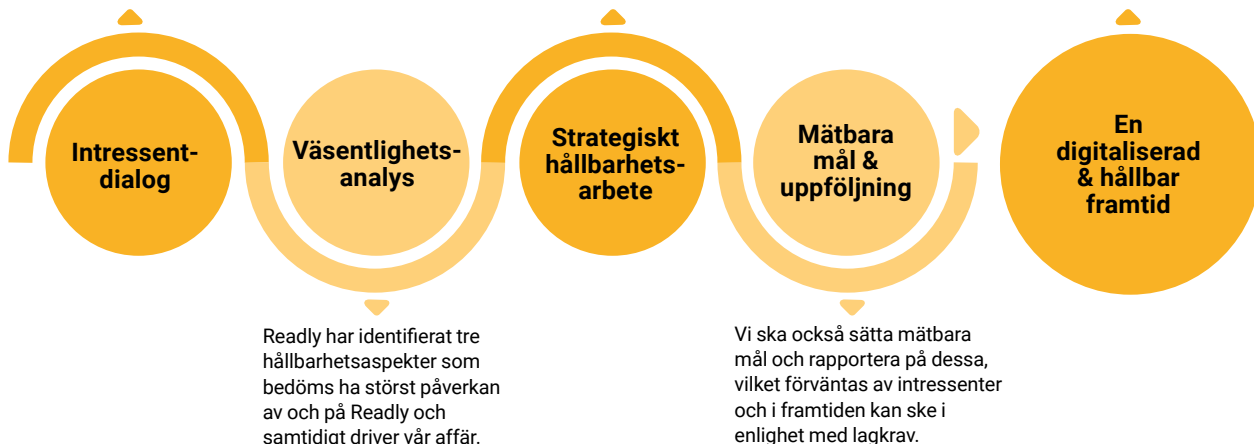 Intressent-
dialog
Väsentlighets-
analys
Strategiskt
hållbarhets-
arbete
Mätbara
mål &
uppföljning
En
digitaliserad
& hållbar
framtid
Readly har identifierat tre
hållbarhetsaspekter som
bedöms ha störst påverkan
av och på Readly och
samtidigt driver vår affär.
Vi ska också sätta mätbara
mål och rapportera på dessa,
vilket förväntas av intressenter
och i framtiden kan ske i
enlighet med lagkrav.